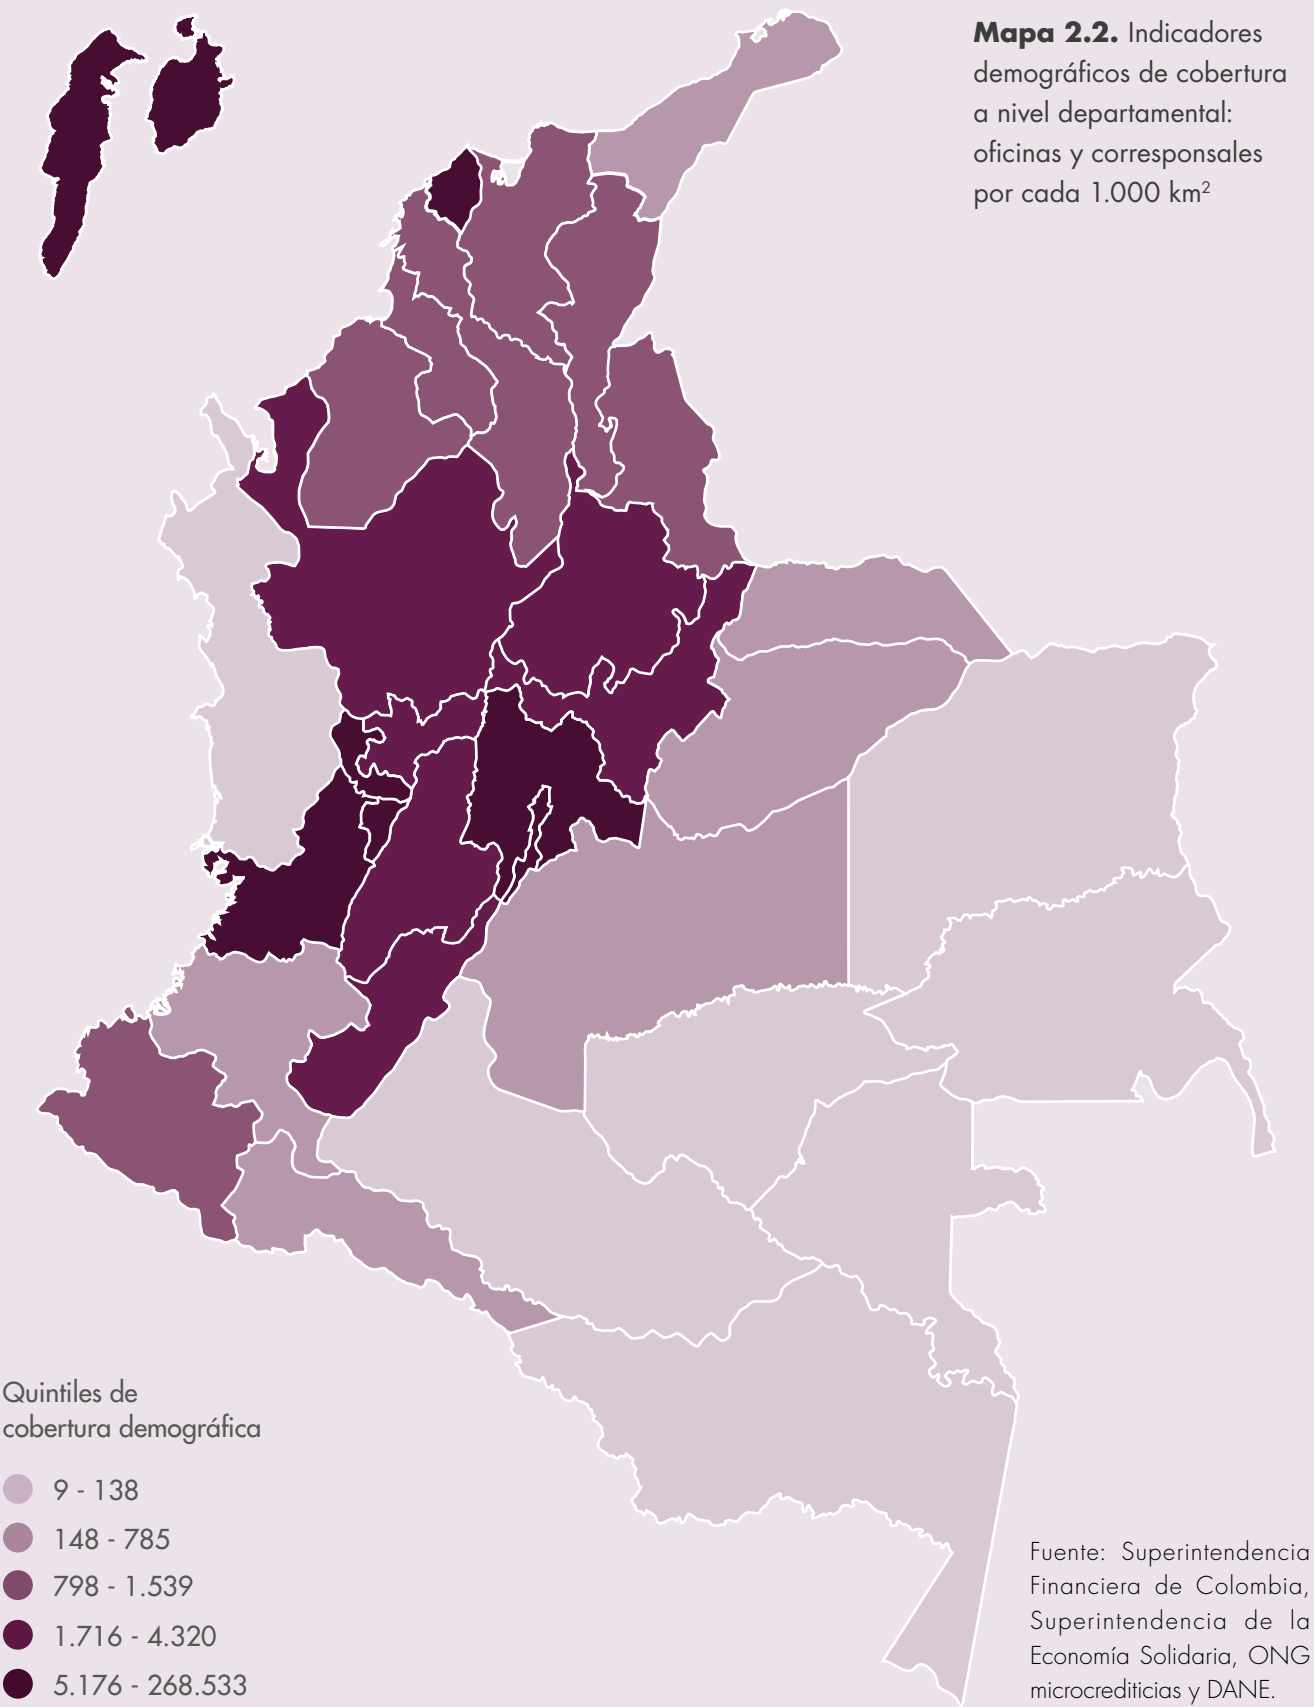 Mapa 2.2. Indicadores
demográficos de cobertura
a nivel departamental:
oficinas y corresponsales
por cada 1.000 km²
Quintiles de
cobertura demográfica
9 - 138
148 - 785
798 - 1.539
1.716 - 4.320
5.176 - 268.533
Fuente: Superintendencia
Financiera de Colombia,
Superintendencia de la
Economía Solidaria, ONG
microcrediticias y DANE.